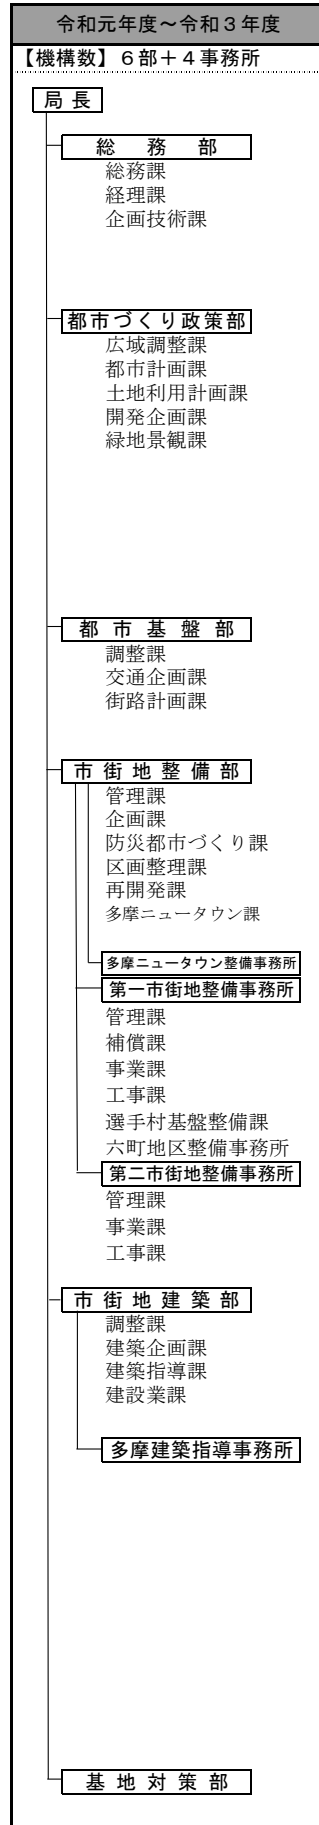 令和元年度～令和３年度
【機構数】６部＋４事務所
局長
総務部
総務課
経理課
企画技術課
都市づくり政策部
広域調整課
都市計画課
土地利用計画課
開発企画課
緑地景観課
都市基盤部
調整課
交通企画課
街路計画課
市街地整備部
管理課
企画課
防災都市づくり課
区画整理課
再開発課
多摩ニュータウン課
多摩ニュータウン整備事務所
第一市街地整備事務所
管理課
補償課
事業課
工事課
選手村基盤整備課
六町地区整備事務所
第二市街地整備事務所
管理課
事業課
工事課
市街地建築部
調整課
建築企画課
建築指導課
建設業課
多摩建築指導事務所
基地対策部